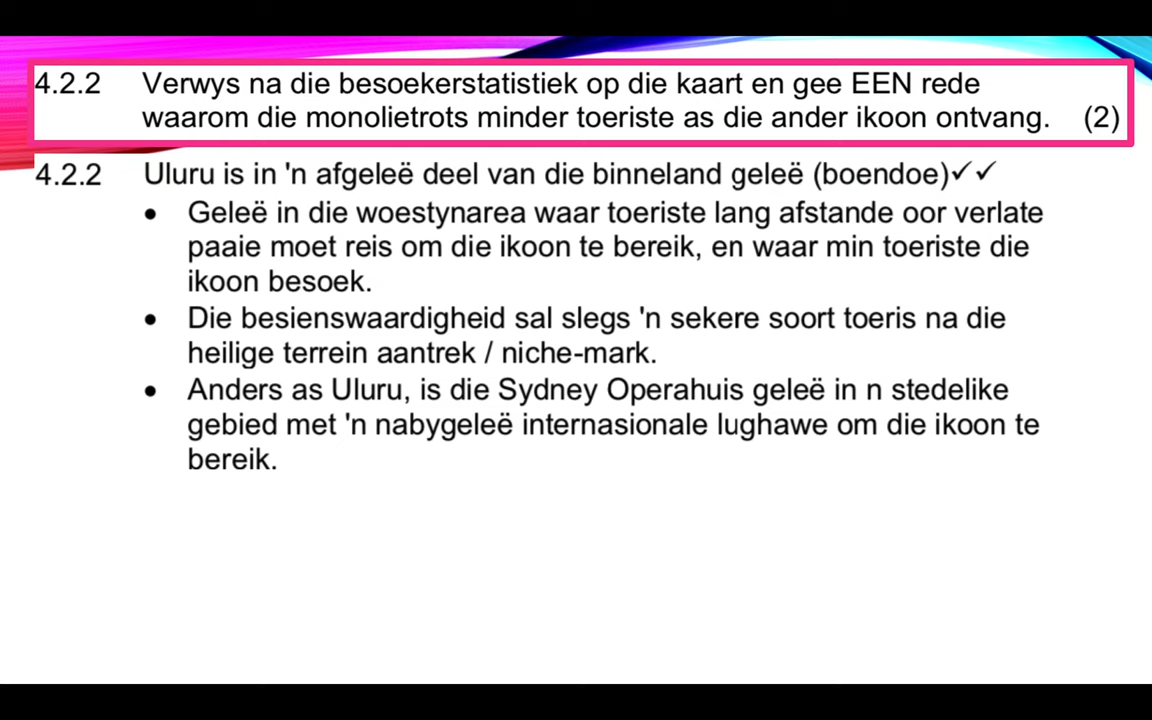 4.2.2 Verwys na die besoekerstatistiek op die kaart en gee EEN rede
waarom die monolietrots minder toeriste as die ander ikoon ontvang. (2)
4.2.2 Uluru is in 'n afgeleë deel van die binneland geleë (boendoe)✓✓
• Geleë in die woestynarea waar toeriste lang afstande oor verlate
paaie moet reis om die ikoon te bereik, en waar min toeriste die
ikoon besoek.
• Die besienswaardigheid sal slegs 'n sekere soort toeris na die
heilige terrein aantrek / niche-mark.
• Anders as Uluru, is die Sydney Operahuis geleë in n stedelike
gebied met 'n nabygeleë internasionale lughawe om die ikoon te
bereik.